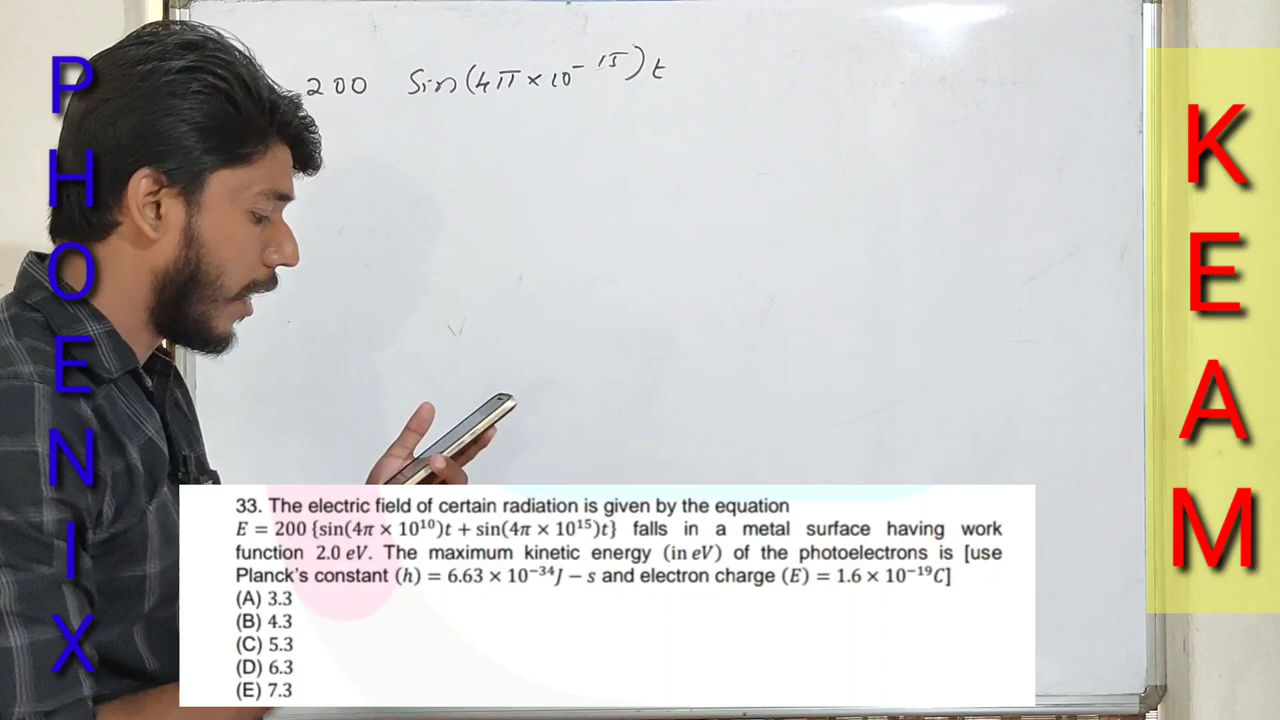 200 Sin(4π×10⁻¹⁵)t
PHOENIX
KEAM
33. The electric field of certain radiation is given by the equation
E = 200 {sin(4π × 10¹⁰)t + sin(4π × 10¹⁵)t} falls in a metal surface having work
function 2.0 eV. The maximum kinetic energy (in eV) of the photoelectrons is [use
Planck's constant (h) = 6.63 × 10⁻³⁴J – s and electron charge (E) = 1.6 × 10⁻¹⁹C]
(A) 3.3
(B) 4.3
(C) 5.3
(D) 6.3
(E) 7.3